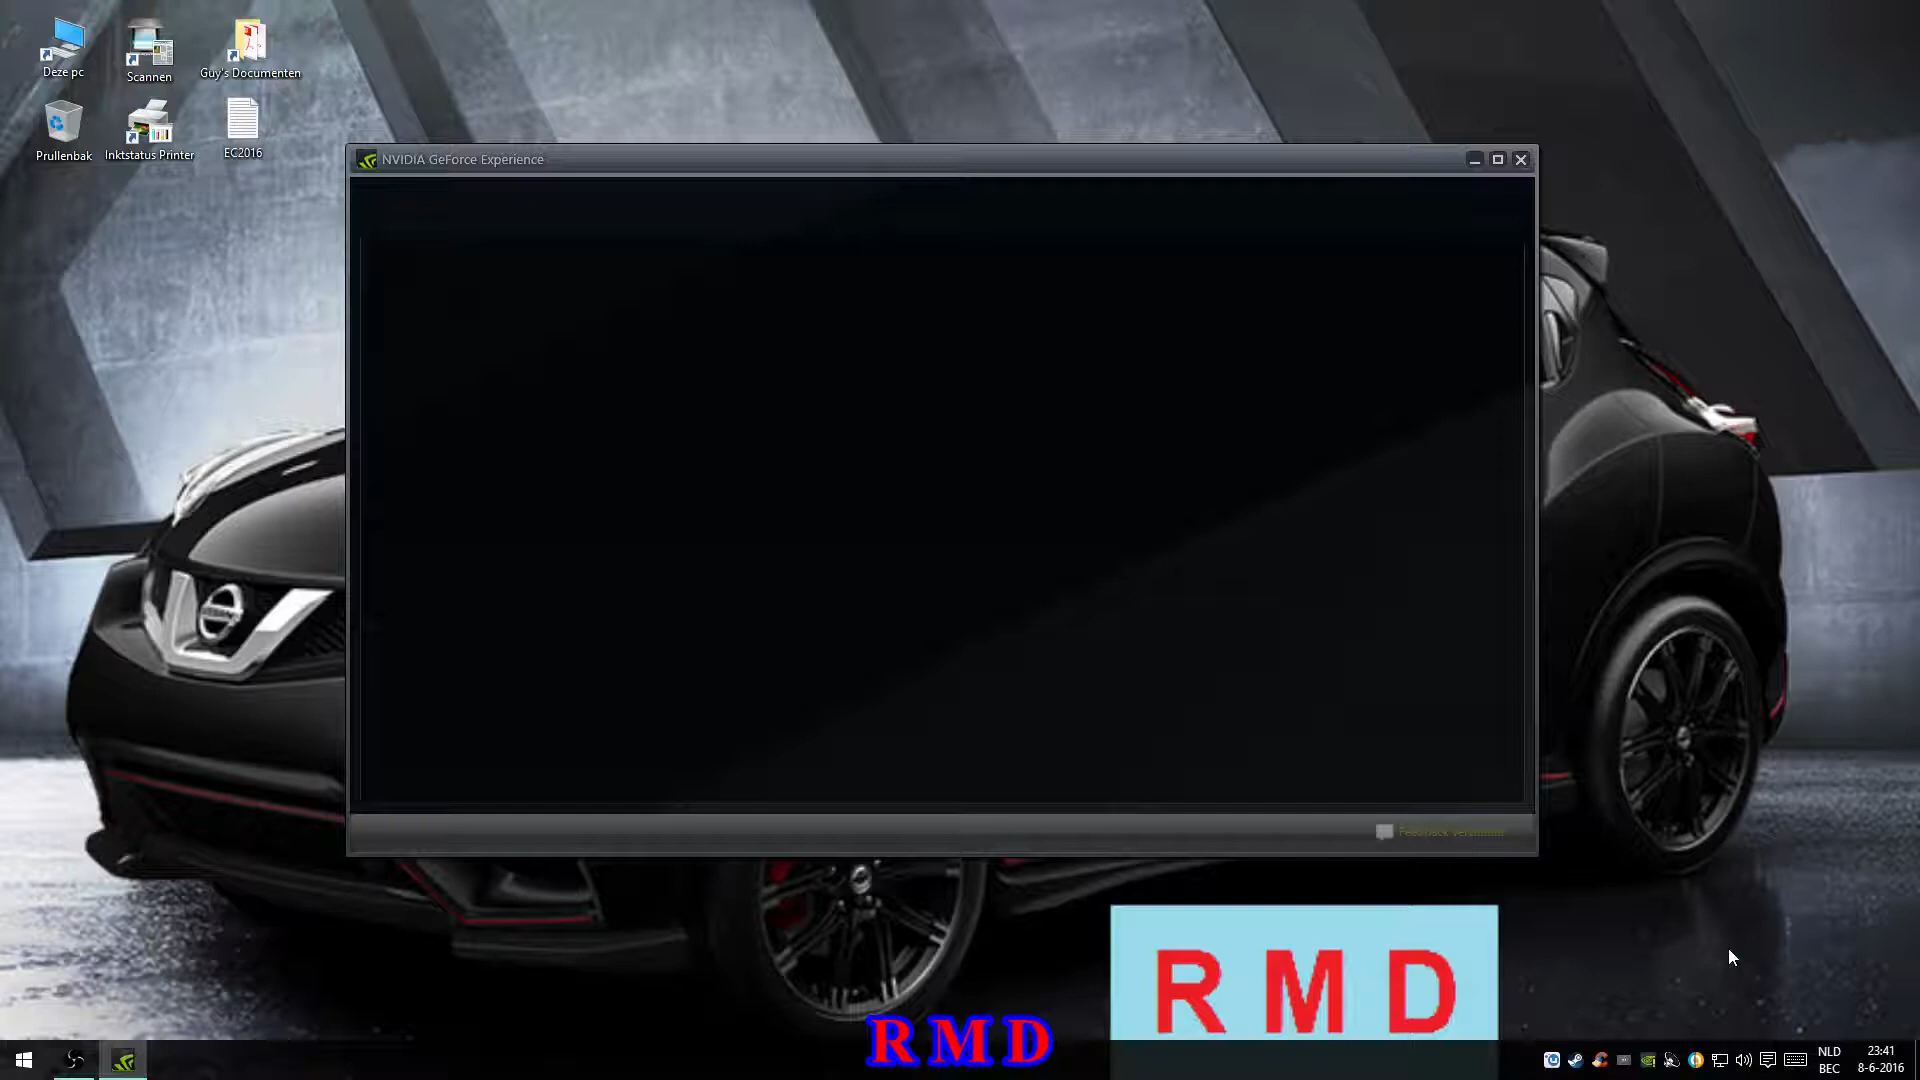 Deze pc
Scannen
Guy's Documenten
Prullenbak
Inktstatus Printer
EC2016
NVIDIA GeForce Experience
R M D
R M D
NLD
BEC
23:41
8-6-2016